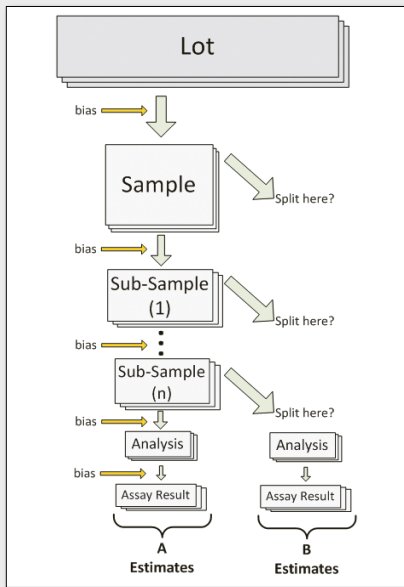 Lot
bias
Sample
Split here?
bias
Sub-Sample
(1)
Split here?
bias
Sub-Sample
(n)
Split here?
bias
Analysis
Analysis
bias
Assay Result
Assay Result
A
B
Estimates
Estimates